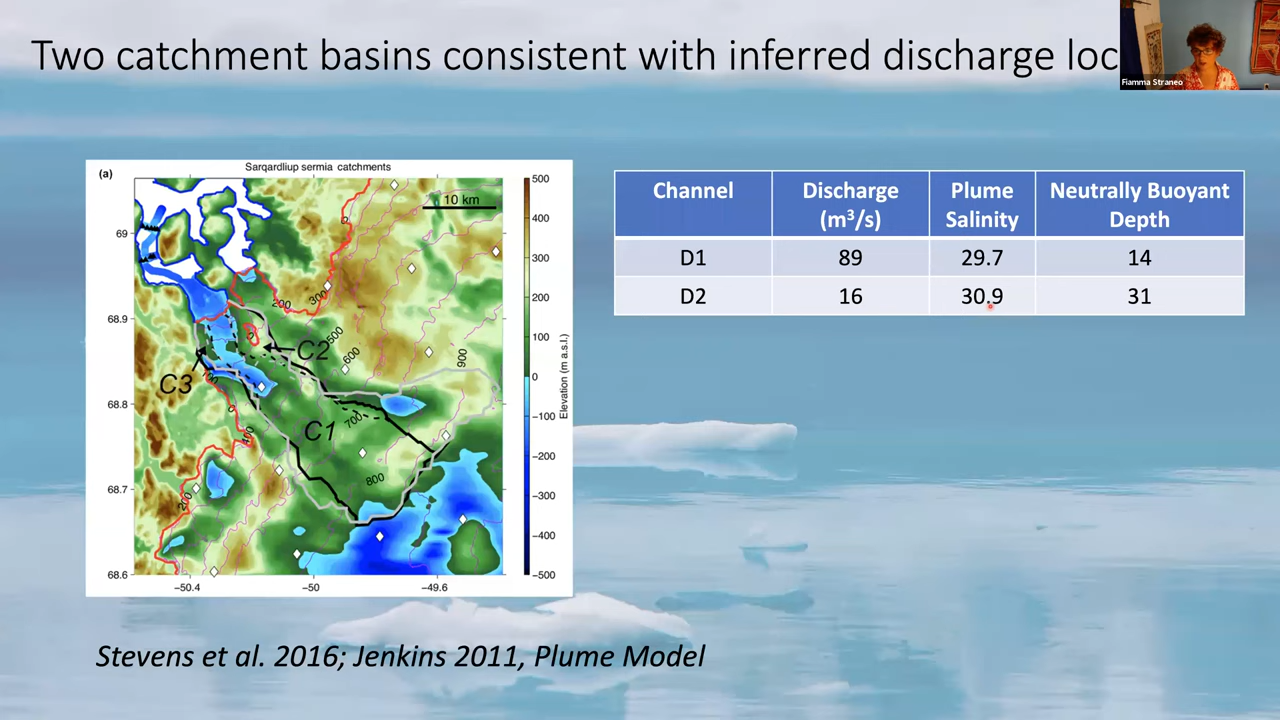 Two catchment basins consistent with inferred discharge loc
Fiamma Straneo
(a)
Sarqardliup sermia catchments
10 km
C1
C2
C3
200
300
500
600
700
800
900
0
400
200
69
68.9
68.8
68.7
68.6
−50.4
−50
−49.6
500
400
300
200
100
0
−100
−200
−300
−400
−500
Elevation (m a.s.l.)
Channel Discharge (m³/s) Plume Salinity Neutrally Buoyant Depth
D1 89 29.7 14
D2 16 30.9 31
Stevens et al. 2016; Jenkins 2011, Plume Model